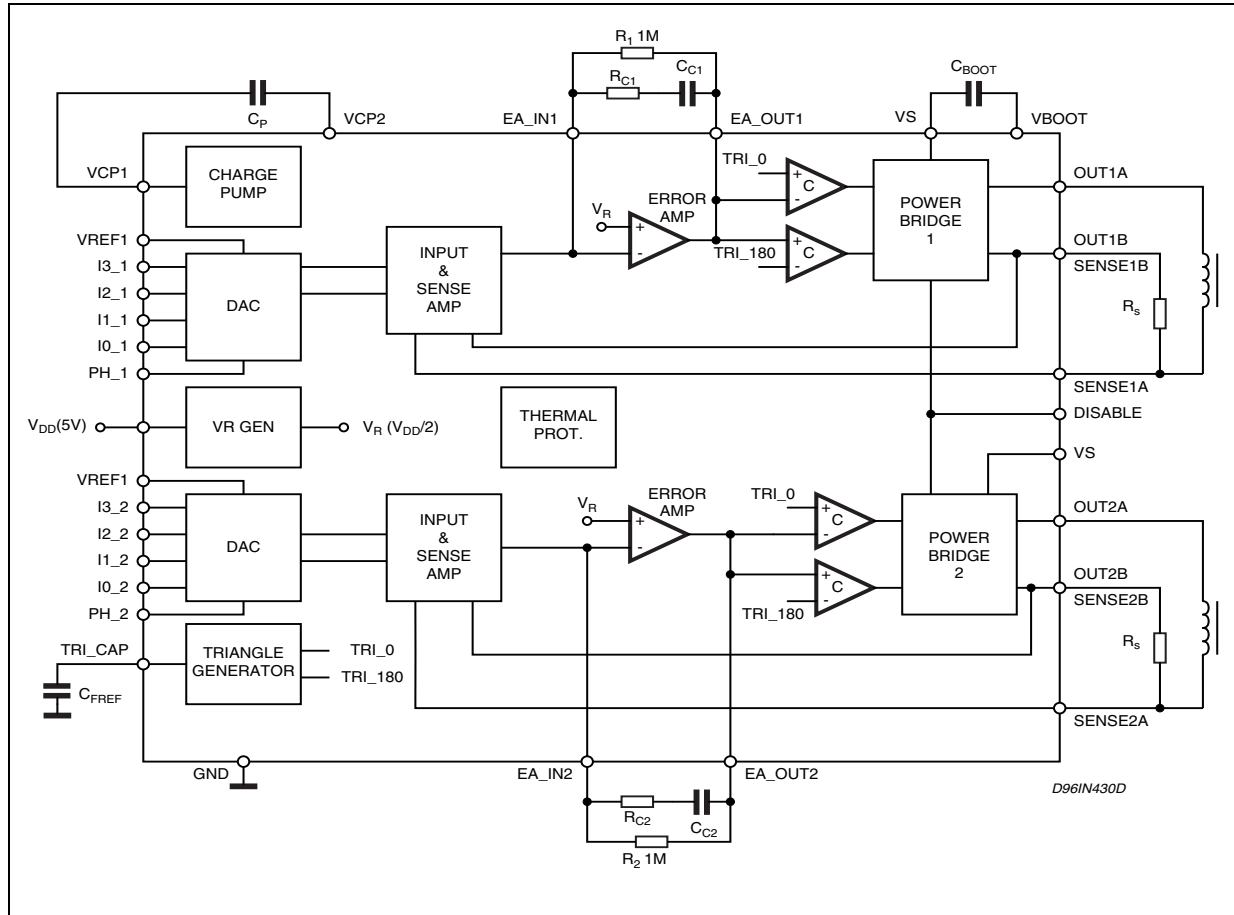 R1 1M
RC1
CC1
CBOOT
CP
VCP2
EA_IN1
EA_OUT1
VS
VBOOT
VCP1
CHARGE
PUMP
TRI_0
+
-
C
POWER
BRIDGE
1
OUT1A
VREF1
I3_1
I2_1
I1_1
I0_1
PH_1
DAC
INPUT
&
SENSE
AMP
VR
+
-
ERROR
AMP
TRI_180
+
-
C
OUT1B
SENSE1B
Rs
SENSE1A
DISABLE
VDD(5V)
VR GEN
VR (VDD/2)
THERMAL
PROT.
VS
VREF1
I3_2
I2_2
I1_2
I0_2
PH_2
DAC
INPUT
&
SENSE
AMP
VR
+
-
ERROR
AMP
TRI_0
+
-
C
TRI_180
+
-
C
POWER
BRIDGE
2
OUT2A
OUT2B
SENSE2B
Rs
SENSE2A
TRI_CAP
CFREF
TRIANGLE
GENERATOR
TRI_0
TRI_180
GND
EA_IN2
EA_OUT2
RC2
CC2
R2 1M
D96IN430D